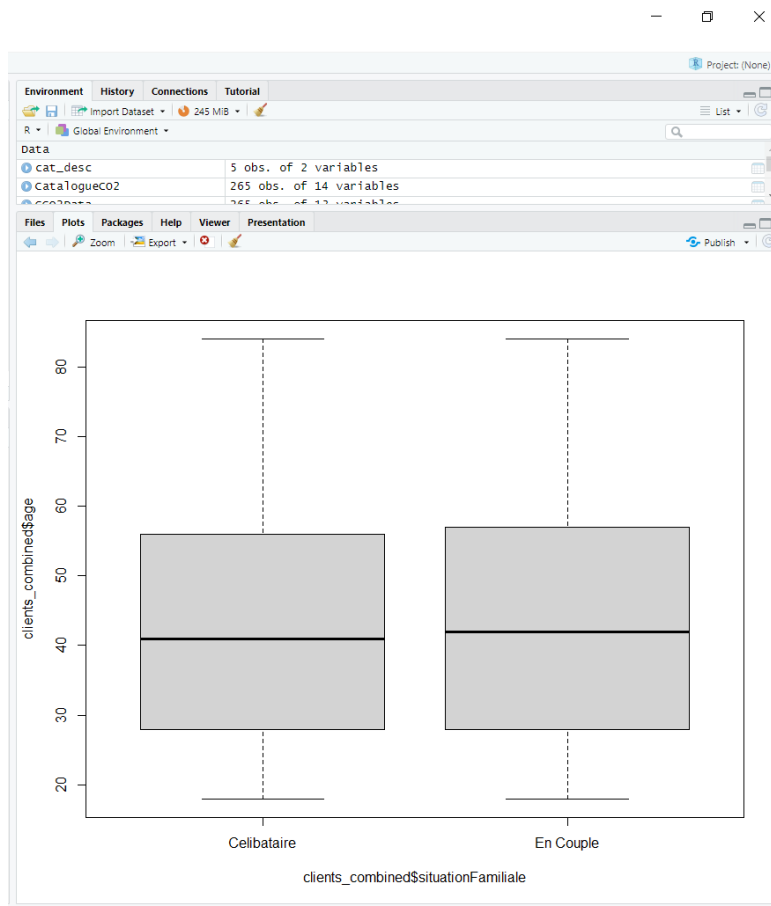 Project: (None)
Environment History Connections Tutorial
Import Dataset 245 MiB List
R Global Environment
Data
cat_desc 5 obs. of 2 variables
CatalogueCO2 265 obs. of 14 variables
Files Plots Packages Help Viewer Presentation
Zoom Export Publish
80
70
60
50
40
30
20
clients_combined$age
Celibataire En Couple
clients_combined$situationFamiliale